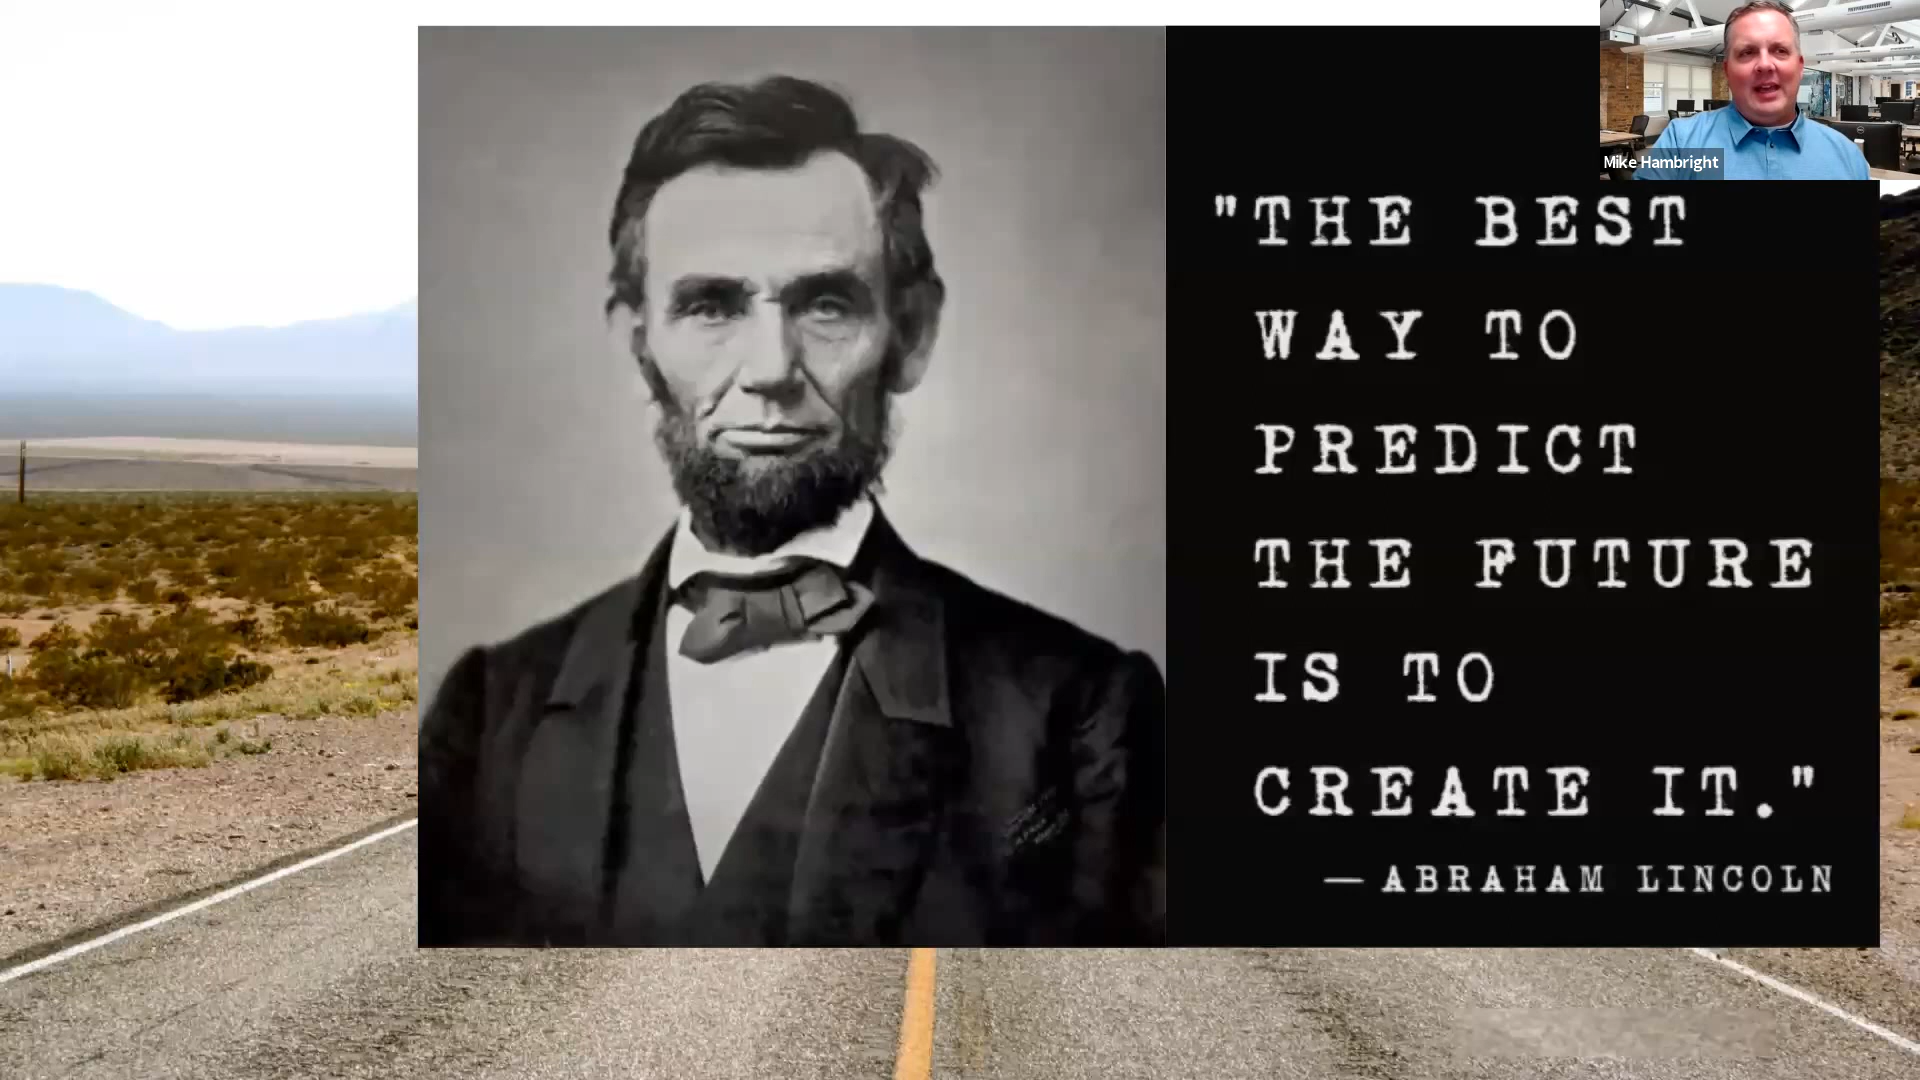 Mike Hambright
"THE BEST
WAY TO
PREDICT
THE FUTURE
IS TO
CREATE IT."
— ABRAHAM LINCOLN